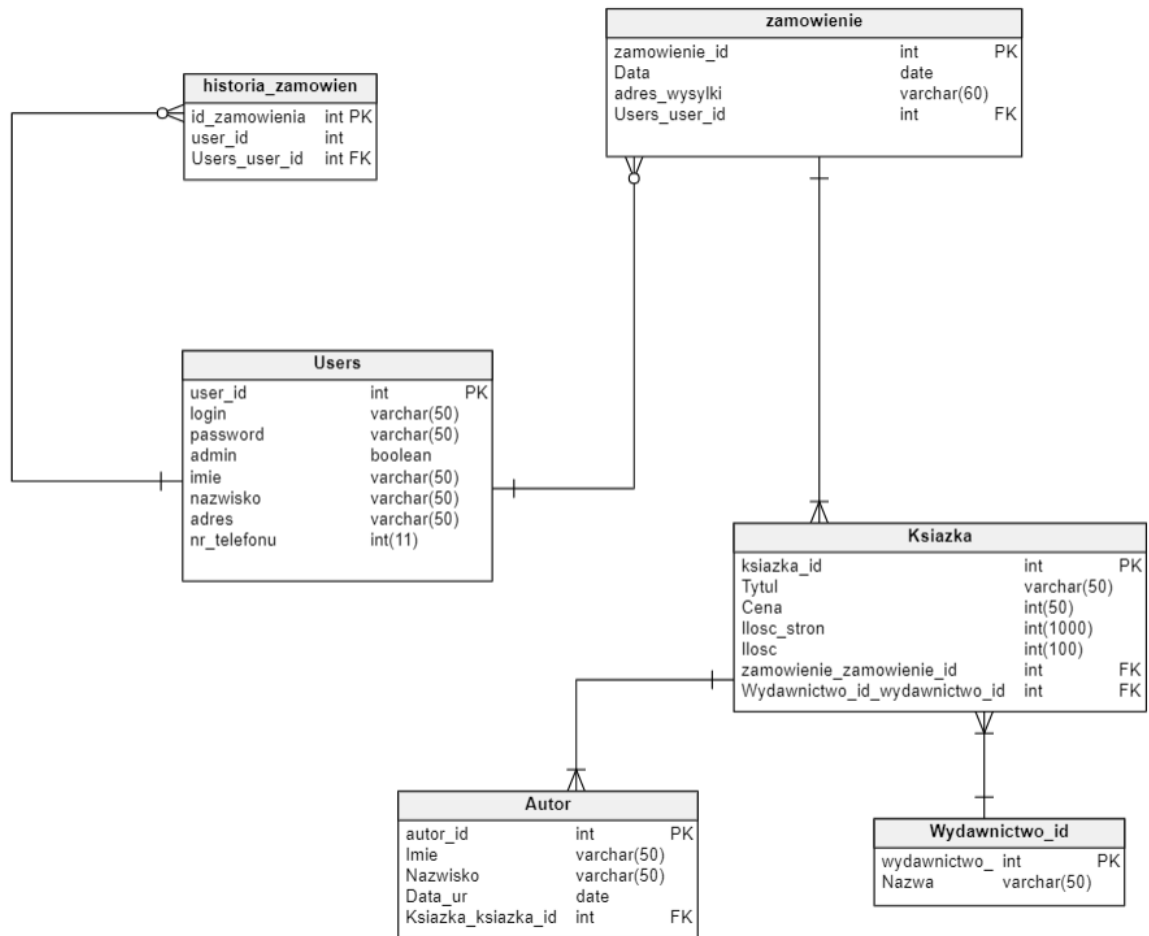 zamowienie
zamowienie_id int PK
Data date
adres_wysylki varchar(60)
Users_user_id int FK
historia_zamowien
id_zamowienia int PK
user_id int
Users_user_id int FK
Users
user_id int PK
login varchar(50)
password varchar(50)
admin boolean
imie varchar(50)
nazwisko varchar(50)
adres varchar(50)
nr_telefonu int(11)
Ksiazka
ksiazka_id int PK
Tytul varchar(50)
Cena int(50)
Ilosc_stron int(1000)
Ilosc int(100)
zamowienie_zamowienie_id int FK
Wydawnictwo_id_wydawnictwo_id int FK
Autor
autor_id int PK
Imie varchar(50)
Nazwisko varchar(50)
Data_ur date
Ksiazka_ksiazka_id int FK
Wydawnictwo_id
wydawnictwo_ int PK
Nazwa varchar(50)